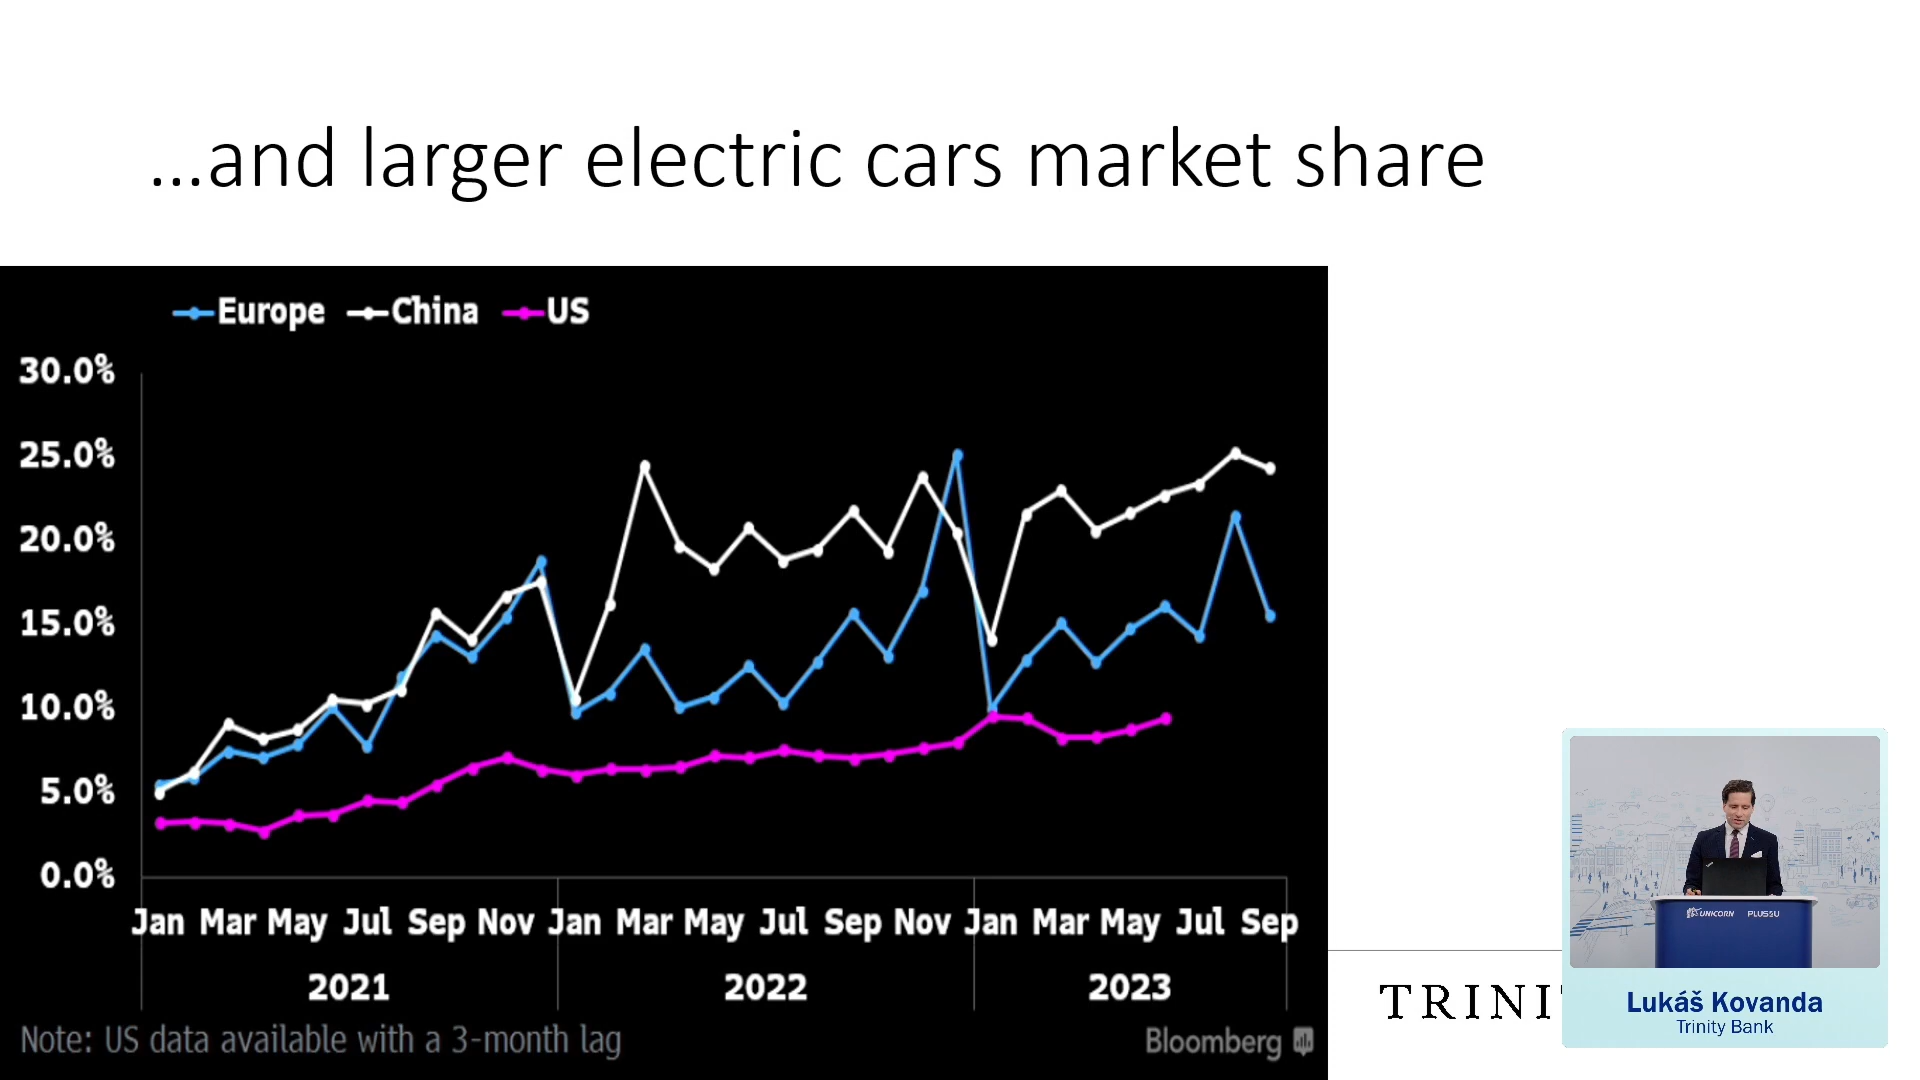 ...and larger electric cars market share
Europe China US
30.0%
25.0%
20.0%
15.0%
10.0%
5.0%
0.0%
Jan Mar May Jul Sep Nov Jan Mar May Jul Sep Nov Jan Mar May Jul Sep
2021 2022 2023
Note: US data available with a 3-month lag
Bloomberg
TRINI
UNICORN PLUS4U
Lukáš Kovanda
Trinity Bank